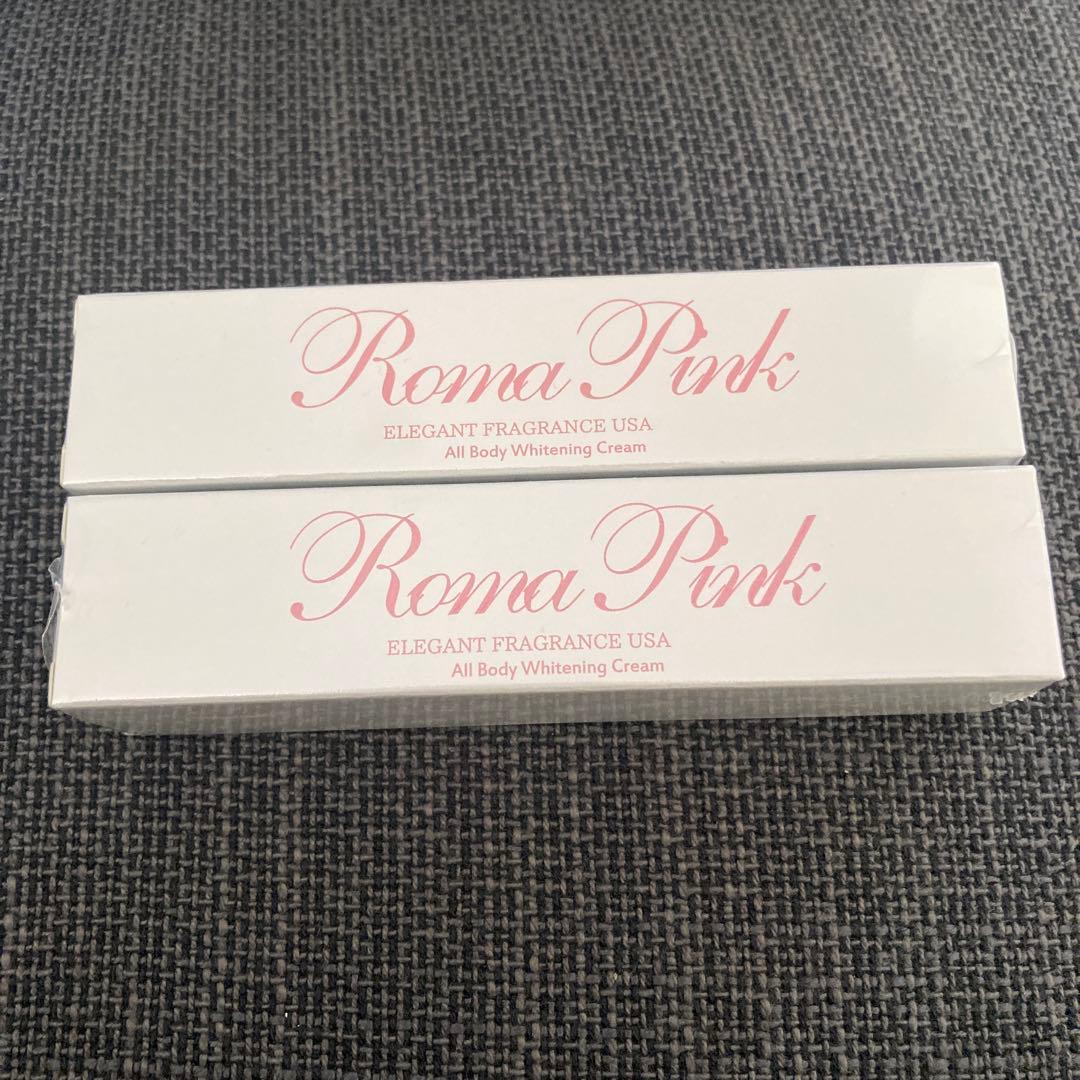 Roma Pink
ELEGANT FRAGRANCE USA
All Body Whitening Cream
Roma Pink
ELEGANT FRAGRANCE USA
All Body Whitening Cream